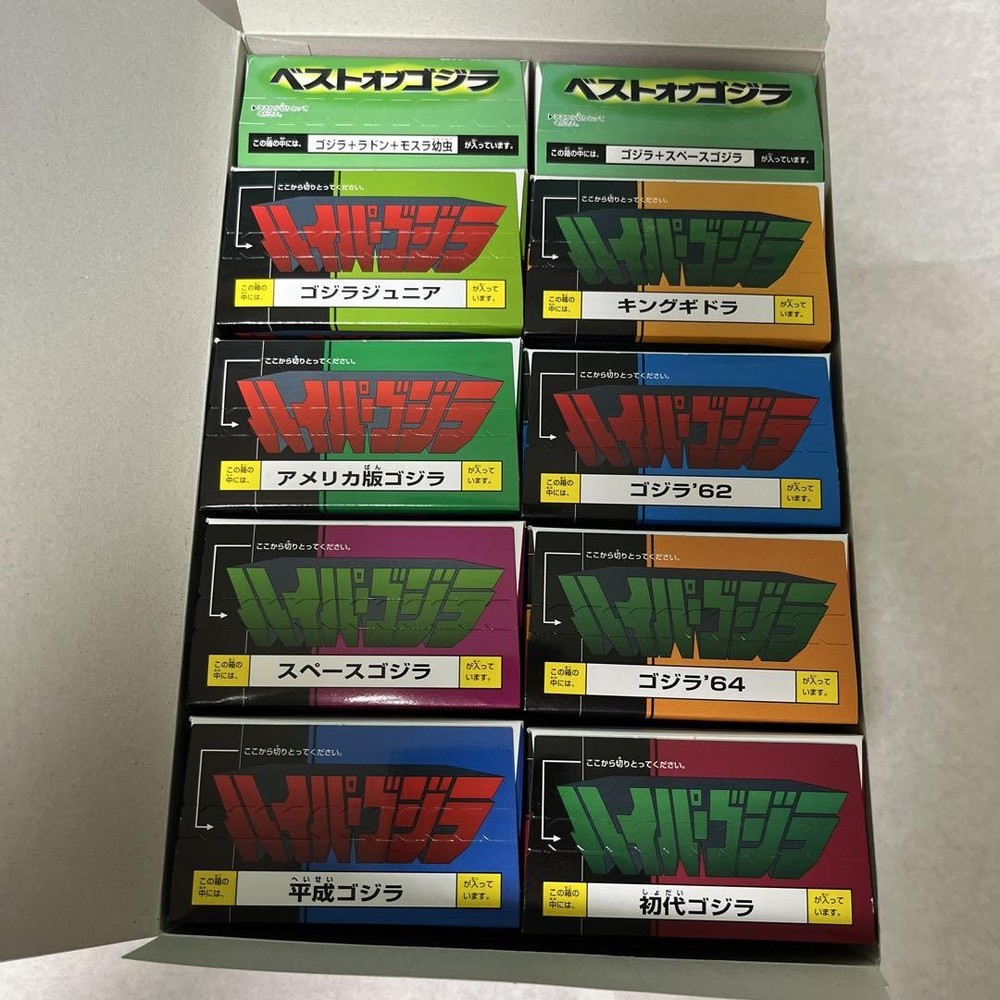 ベストオブゴジラ
この箱の中には、 ゴジラ+ラドン+モスラ幼虫 が入っています。
ベストオブゴジラ
この箱の中には、 ゴジラ+スペースゴジラ が入っています。
ここから切りとってください。
ハイパーゴジラ
この箱の中には、 ゴジラジュニア が入っています。
ここから切りとってください。
ハイパーゴジラ
この箱の中には、 キングギドラ が入っています。
ここから切りとってください。
ハイパーゴジラ
この箱の中には、 アメリカ版ゴジラ が入っています。
ここから切りとってください。
ハイパーゴジラ
この箱の中には、 ゴジラ'62 が入っています。
ここから切りとってください。
ハイパーゴジラ
この箱の中には、 スペースゴジラ が入っています。
ここから切りとってください。
ハイパーゴジラ
この箱の中には、 ゴジラ'64 が入っています。
ここから切りとってください。
ハイパーゴジラ
へいせい
この箱の中には、 平成ゴジラ が入っています。
ここから切りとってください。
ハイパーゴジラ
しょだい
この箱の中には、 初代ゴジラ が入っています。